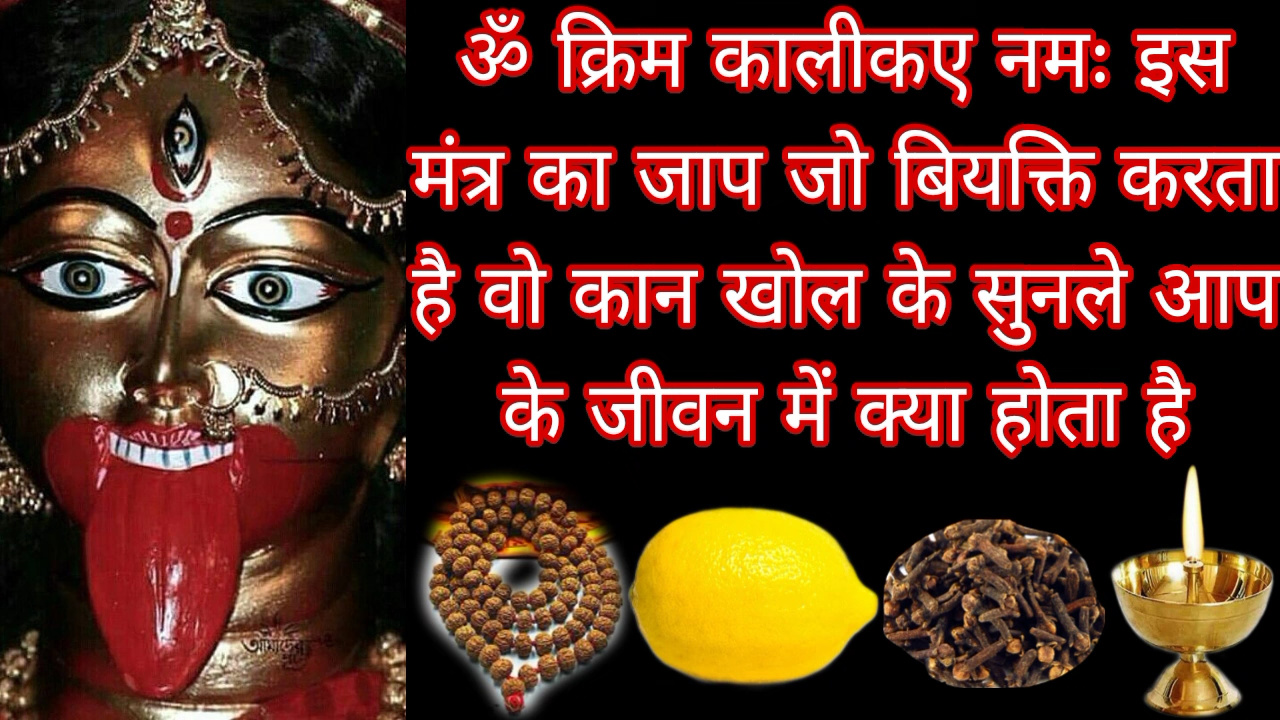 ॐ क्रिम कालीकए नमः इस
मंत्र का जाप जो बियक्ति करता
है वो कान खोल के सुनले आप
के जीवन में क्या होता है